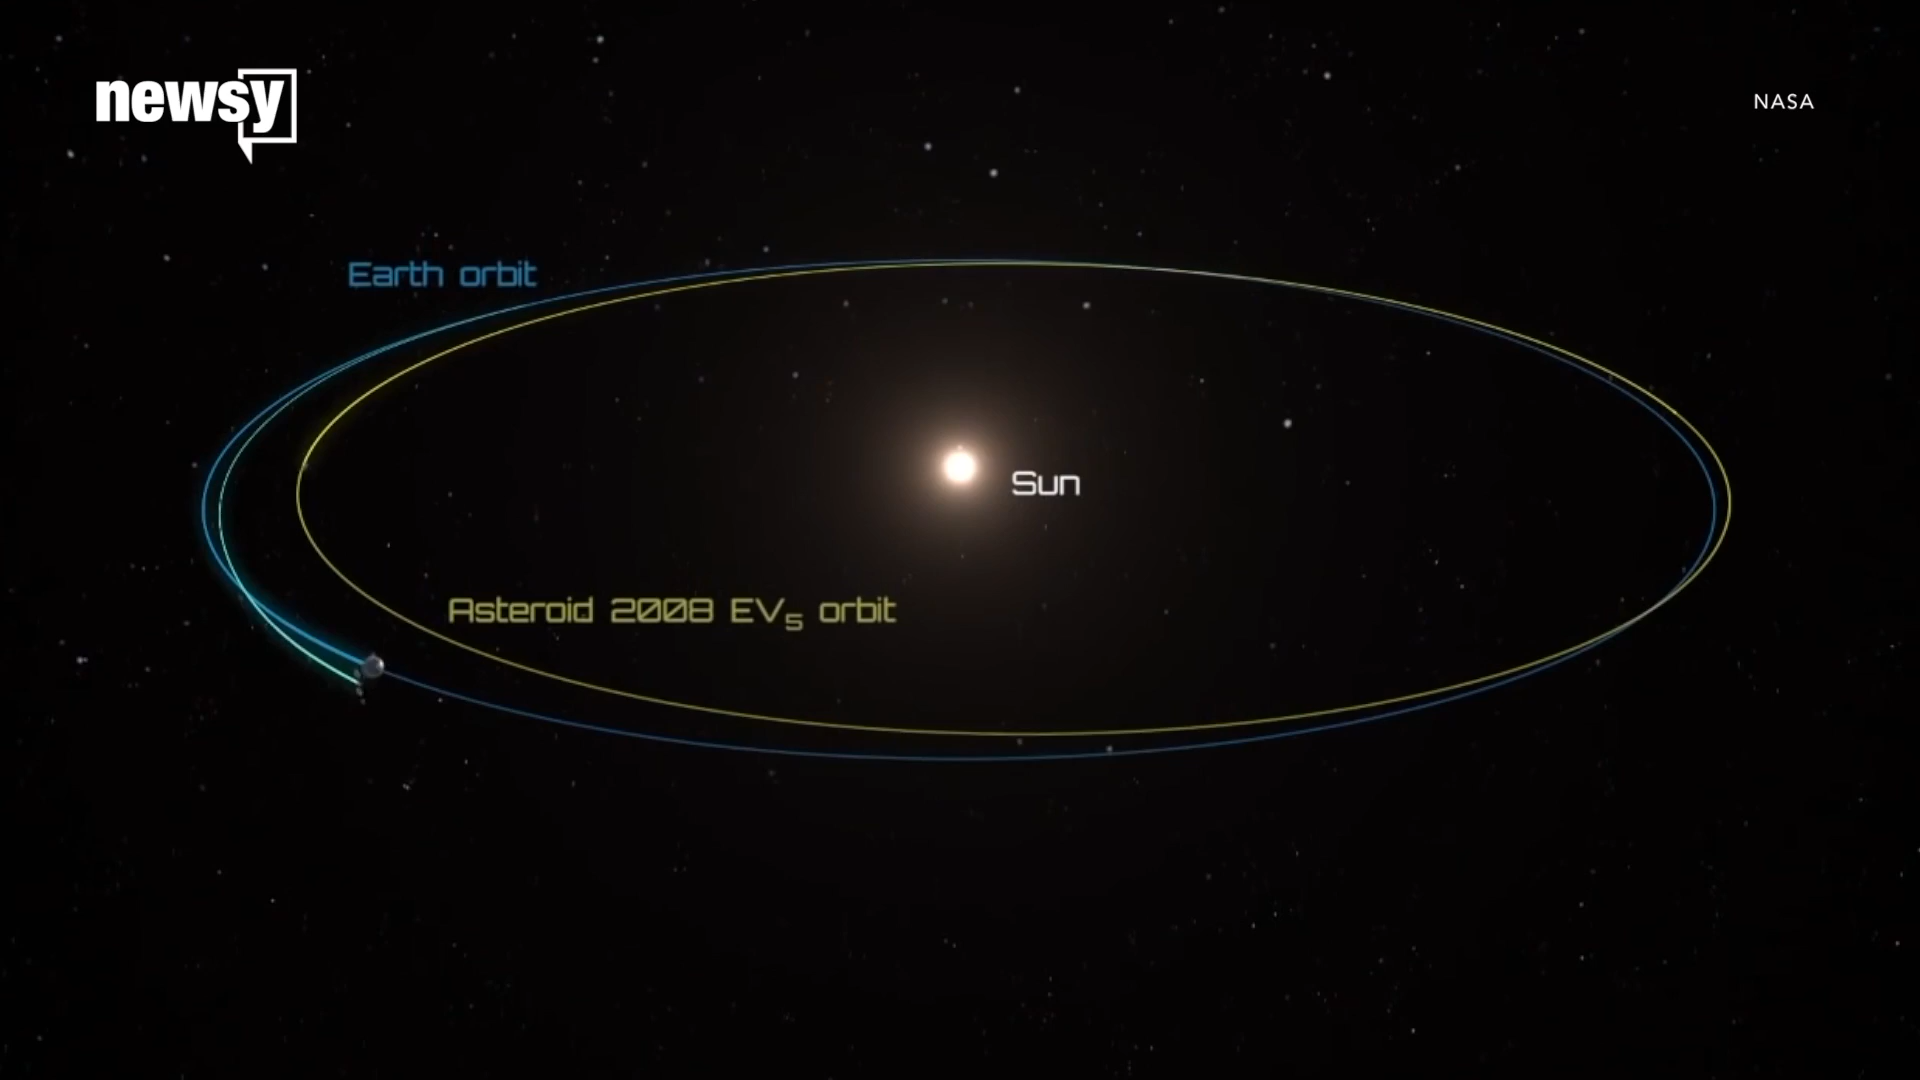 newsy
NASA
Earth orbit
Sun
Asteroid 2008 EV₅ orbit